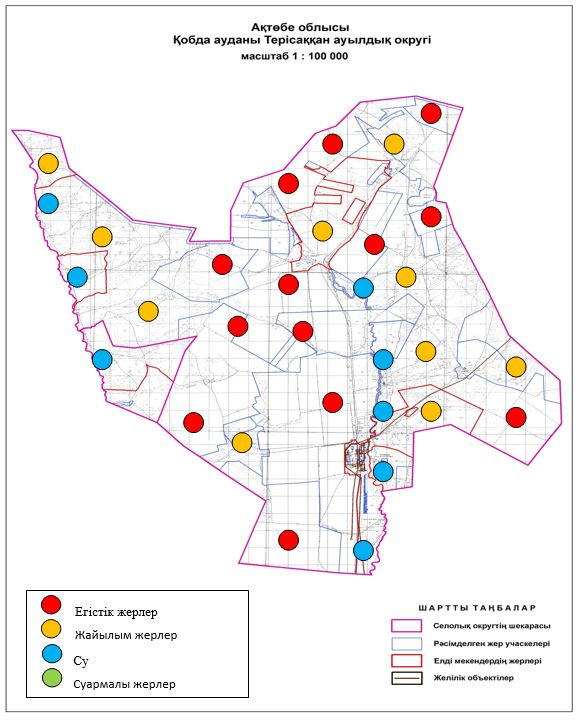 Ақтөбе облысы
Қобда ауданы Терісаққан ауылдық округі
масштаб 1 : 100 000
Егістік жерлер
Жайылым жерлер
Су
Суармалы жерлер
ШАРТТЫ ТАҢБАЛАР
Селолық округтің шекарасы
Рәсімделген жер учаскелері
Елді мекендердің жерлері
Желілік объектілер